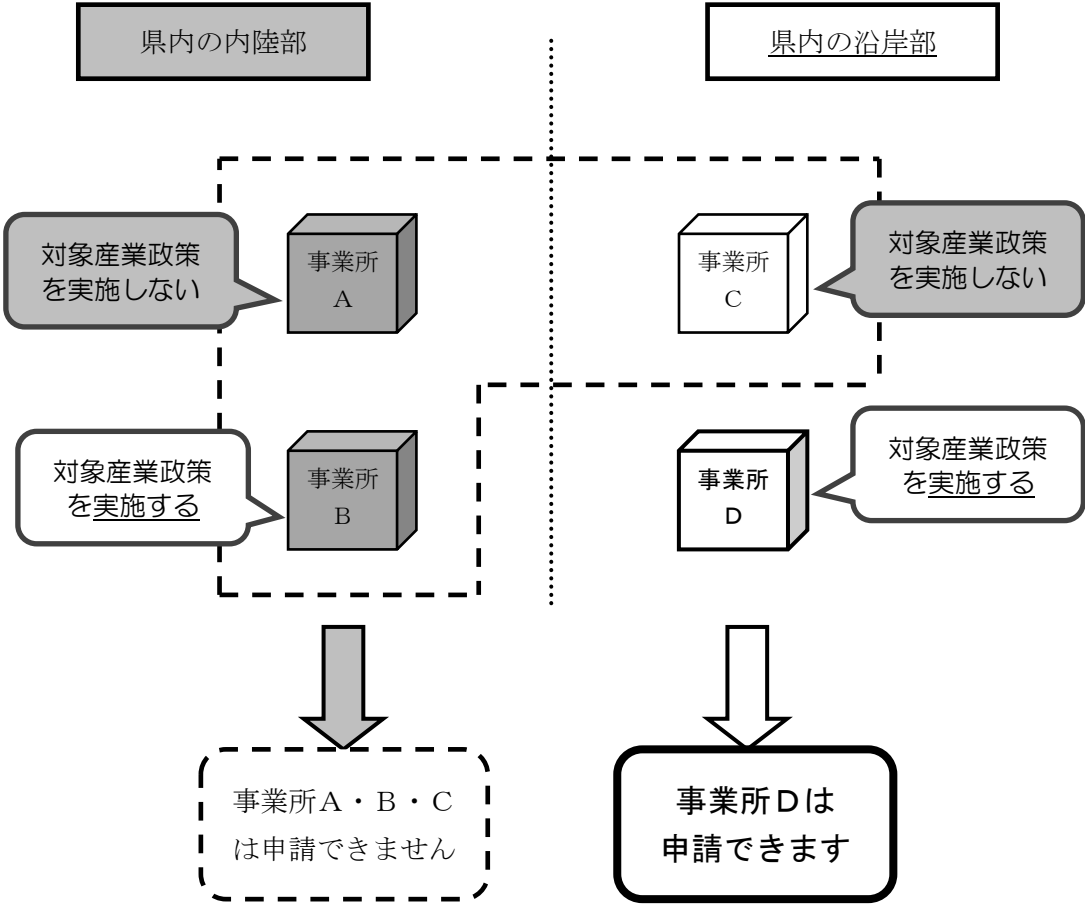 県内の内陸部
県内の沿岸部
対象産業政策
を実施しない
事業所
A
事業所
C
対象産業政策
を実施しない
対象産業政策
を実施する
事業所
B
事業所
D
対象産業政策
を実施する
事業所A・B・C
は申請できません
事業所Dは
申請できます